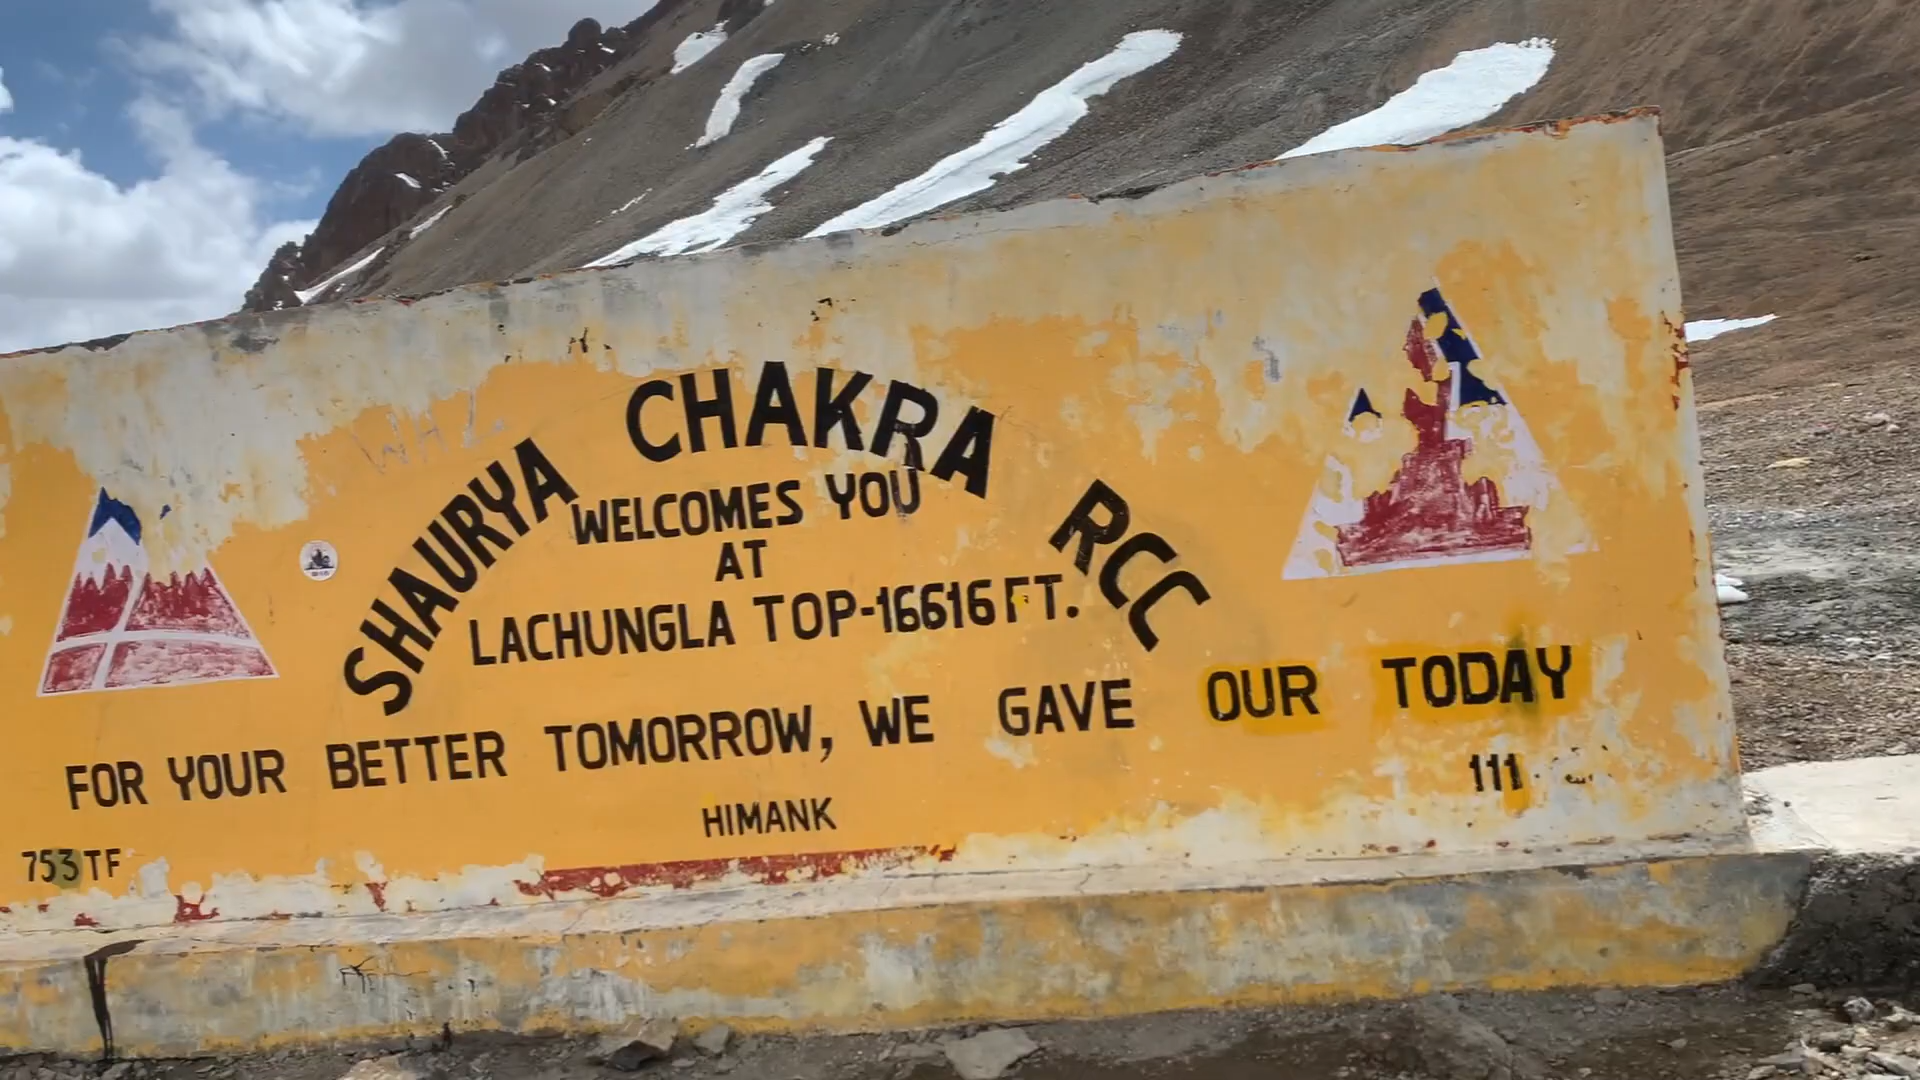 SHAURYA CHAKRA RCC
WELCOMES YOU
AT
LACHUNGLA TOP-16616 FT.
FOR YOUR BETTER TOMORROW, WE GAVE OUR TODAY
HIMANK
753 TF
111
WHL